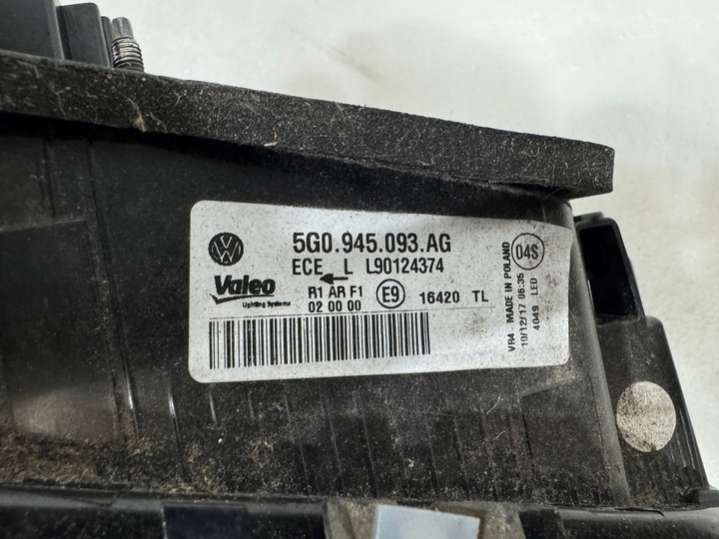 5G0.945.093.AG
ECE L L90124374
Valeo
Lighting Systems
R1 AR F1
02 00 00
E9
16420 TL
04S
VR4 MADE IN POLAND
10/12/17 06:35
4049 LED